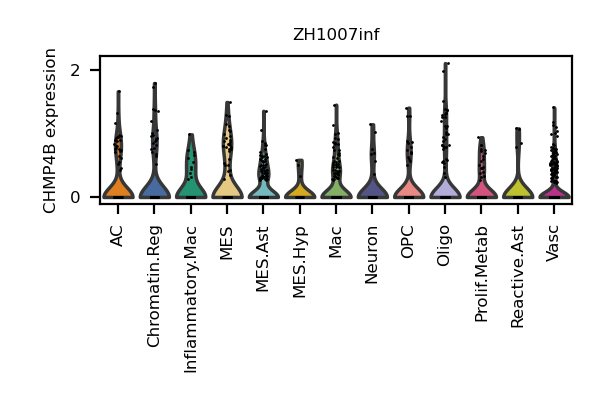 ZH1007inf
CHMP4B expression
2
0
AC
Chromatin.Reg
Inflammatory.Mac
MES
MES.Ast
MES.Hyp
Mac
Neuron
OPC
Oligo
Prolif.Metab
Reactive.Ast
Vasc